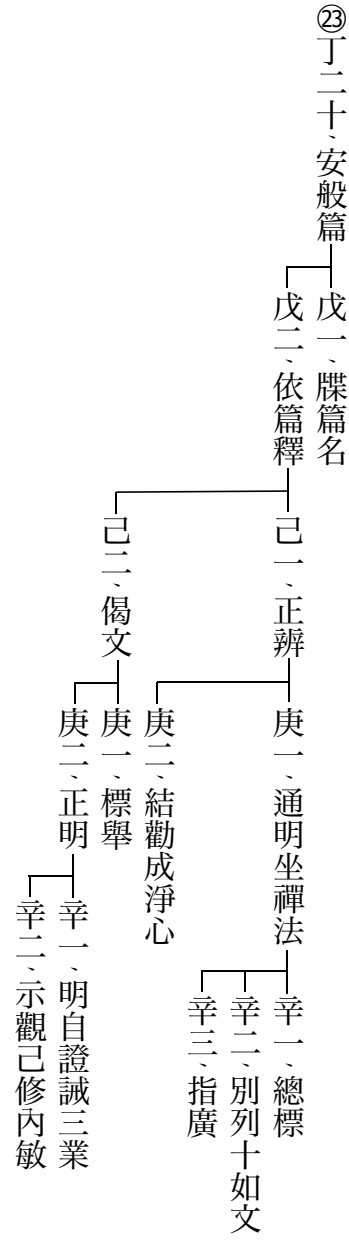 ㉓丁二十、安般篇
戊一、牒篇名
戊二、依篇釋
己一、正辨
己二、偈文
庚一、通明坐禪法
庚二、結勸成淨心
庚一、標舉
庚二、正明
辛一、總標
辛二、別列十如文
辛三、指廣
辛一、明自證誡三業
辛二、示觀己修內敏